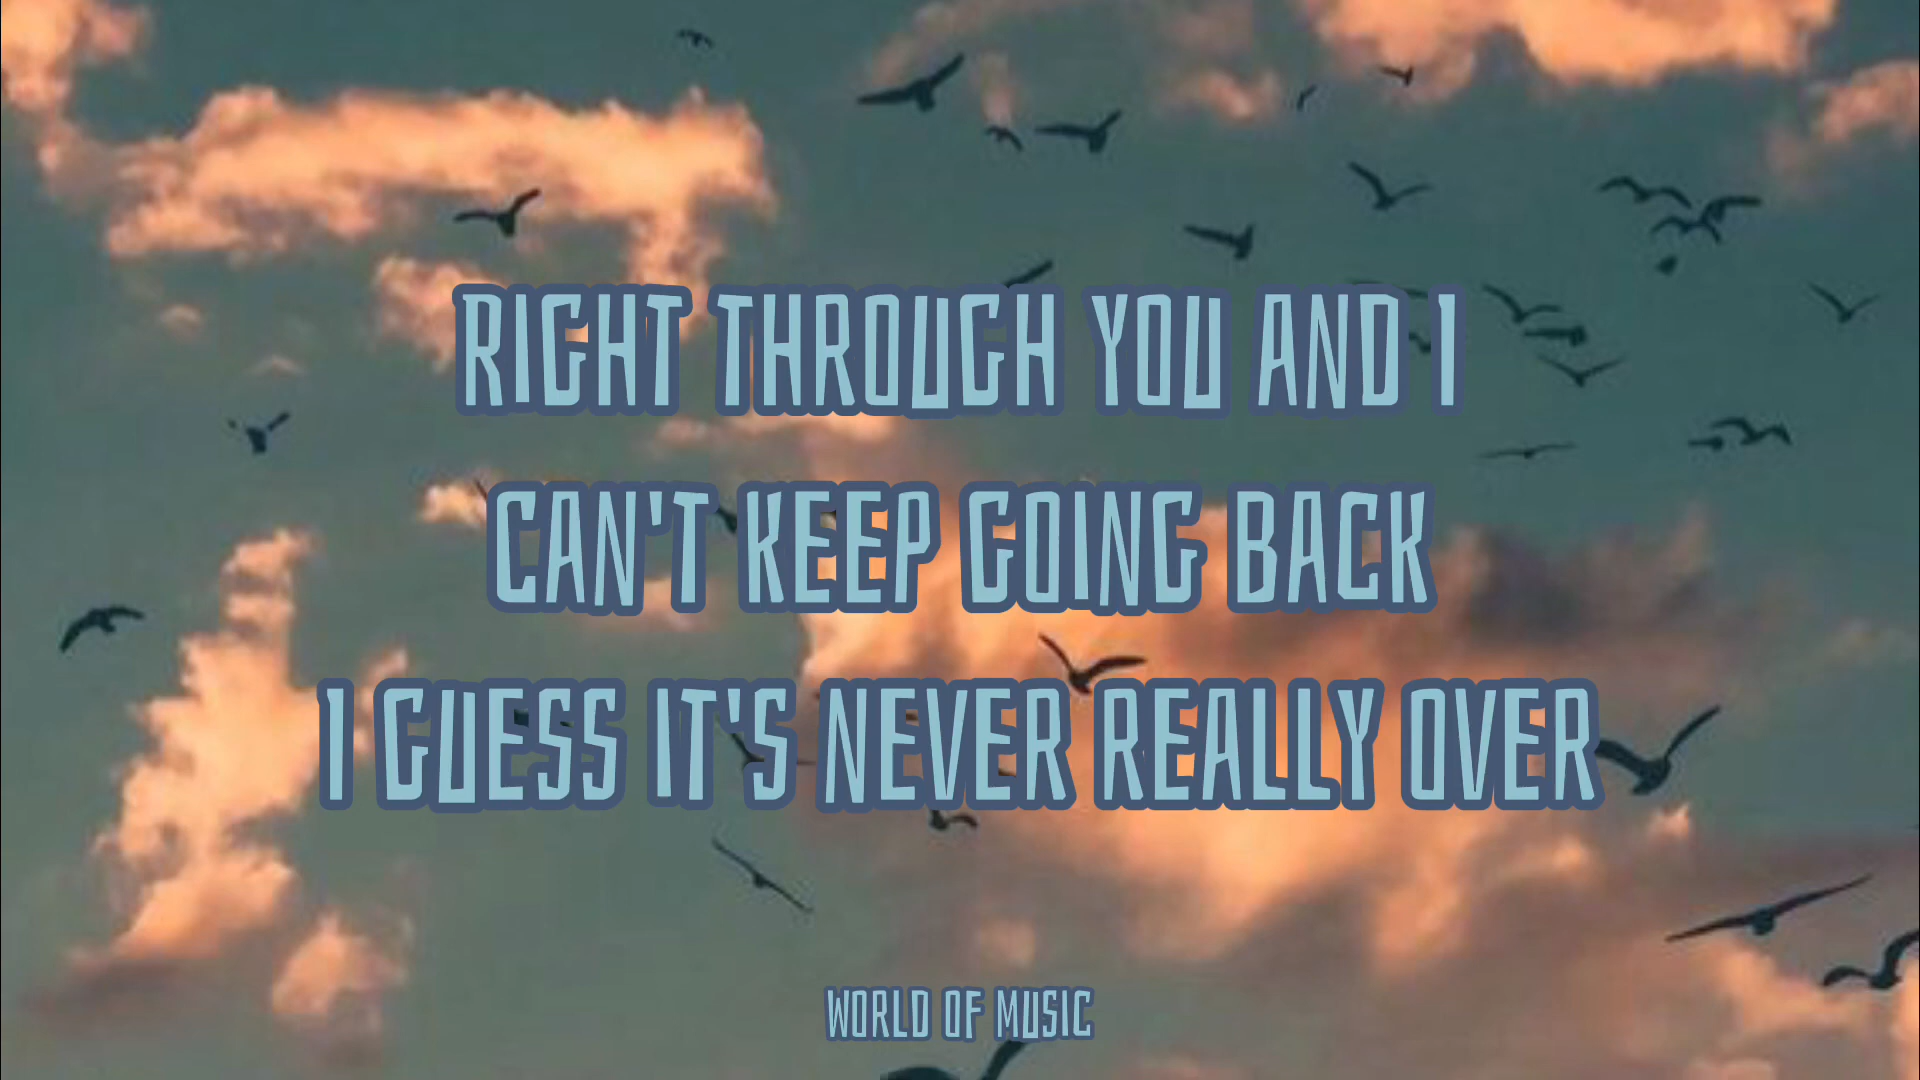 RIGHT THROUGH YOU AND I
CAN'T KEEP GOING BACK
I GUESS IT'S NEVER REALLY OVER
WORLD OF MUSIC